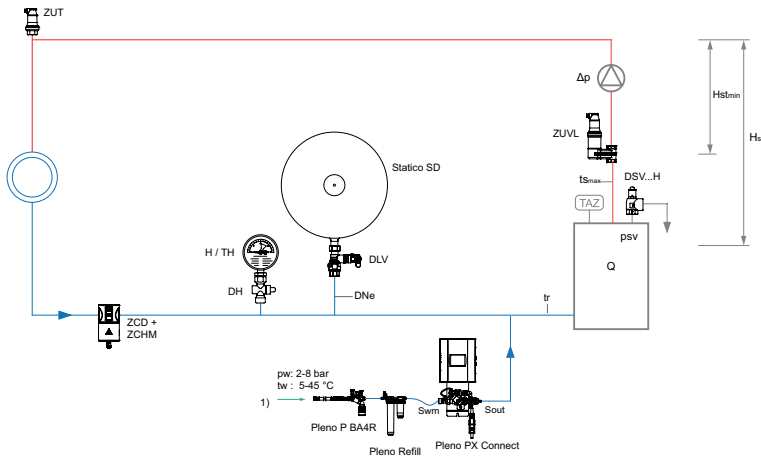 ZUT
Δp
Hstmin
Hs
ZUVL
Statico SD
tsmax
DSV...H
TAZ
psv
Q
H / TH
DLV
DH
DNe
tr
ZCD +
ZCHM
pw: 2-8 bar
tw : 5-45 °C
1)
Swm
Sout
Pleno P BA4R
Pleno Refill
Pleno PX Connect